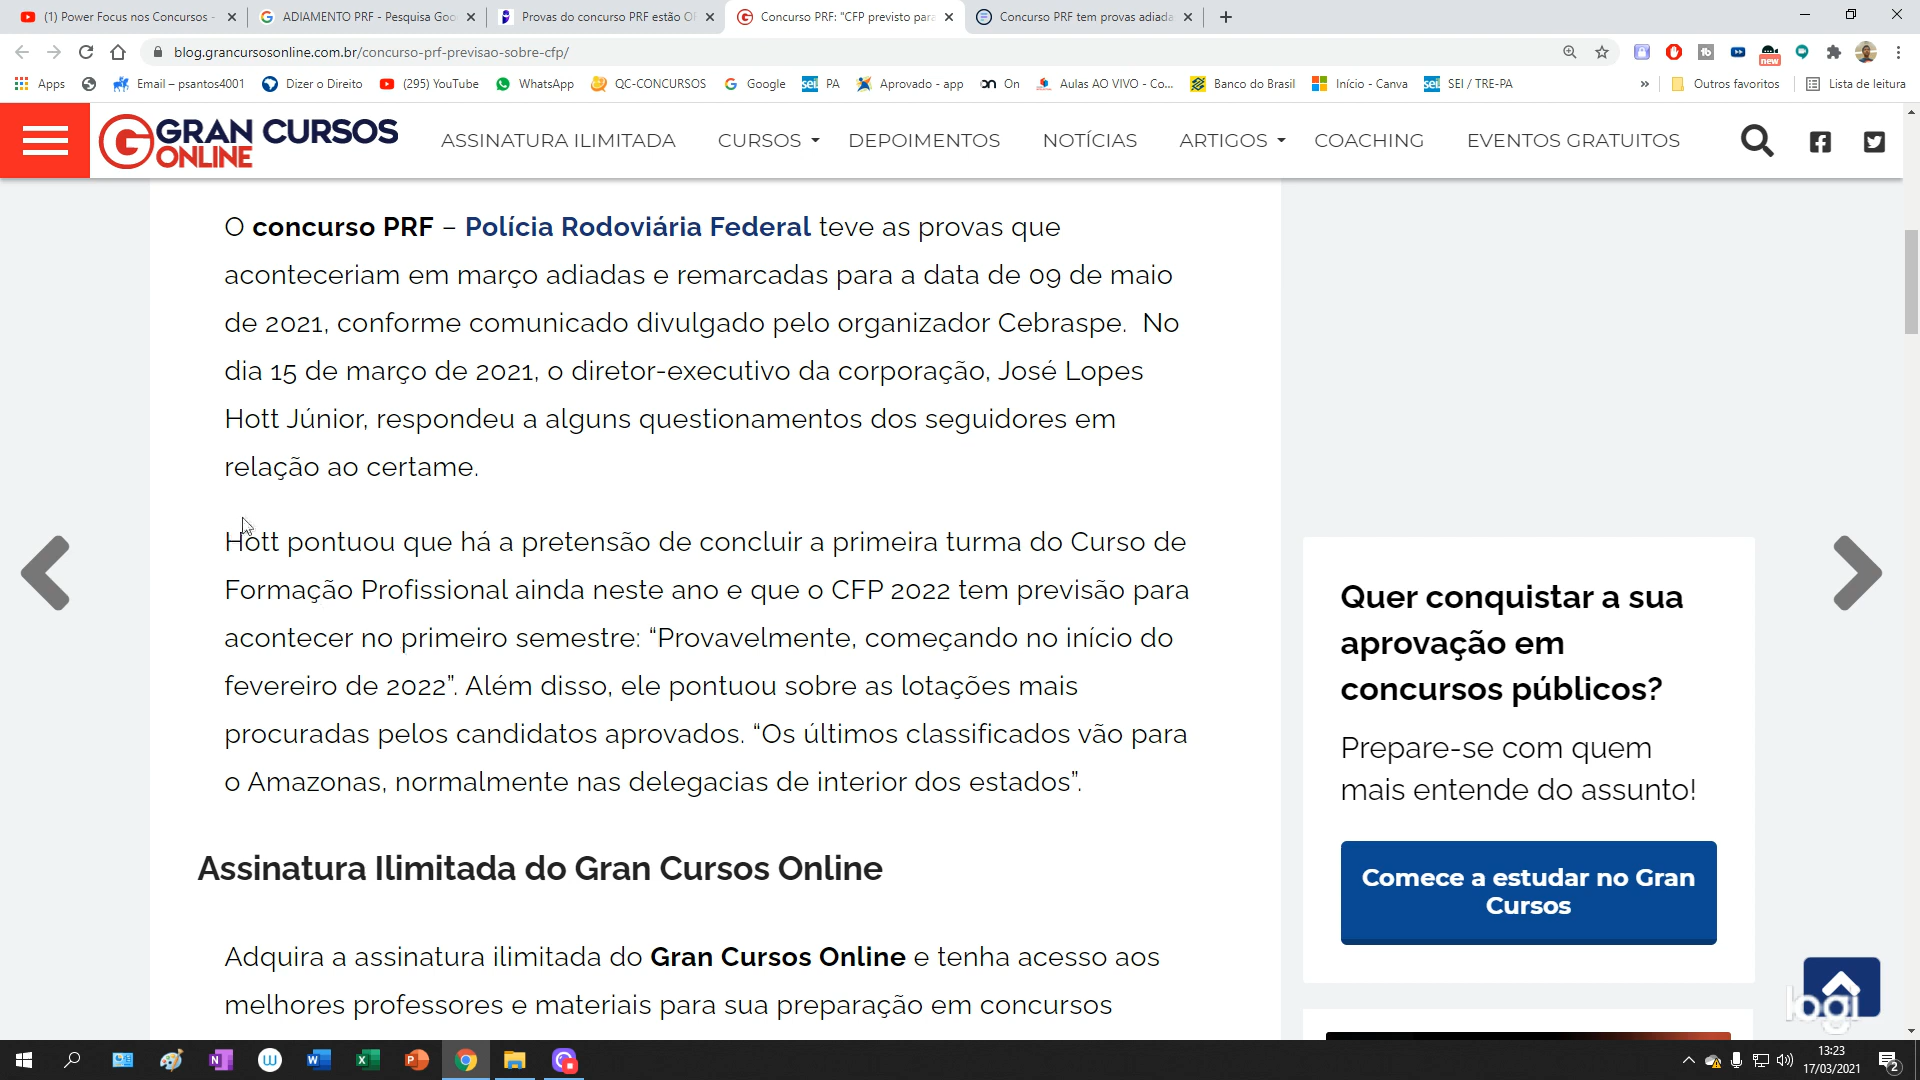 (1) Power Focus nos Concursos -
ADIAMENTO PRF - Pesquisa Goo
Provas do concurso PRF estão OF
Concurso PRF: "CFP previsto para
Concurso PRF tem provas adiada
blog.grancursosonline.com.br/concurso-prf-previsao-sobre-cfp/
new
Apps
Email – psantos4001
Dizer o Direito
(295) YouTube
WhatsApp
QC-CONCURSOS
Google
sei! PA
Aprovado - app
On
Aulas AO VIVO - Co...
Banco do Brasil
Início - Canva
sei! SEI / TRE-PA
»
Outros favoritos
Lista de leitura
GRAN CURSOS
ONLINE
ASSINATURA ILIMITADA
CURSOS
DEPOIMENTOS
NOTÍCIAS
ARTIGOS
COACHING
EVENTOS GRATUITOS
O concurso PRF – Polícia Rodoviária Federal teve as provas que
aconteceriam em março adiadas e remarcadas para a data de 09 de maio
de 2021, conforme comunicado divulgado pelo organizador Cebraspe. No
dia 15 de março de 2021, o diretor-executivo da corporação, José Lopes
Hott Júnior, respondeu a alguns questionamentos dos seguidores em
relação ao certame.
Hott pontuou que há a pretensão de concluir a primeira turma do Curso de
Formação Profissional ainda neste ano e que o CFP 2022 tem previsão para
acontecer no primeiro semestre: “Provavelmente, começando no início do
fevereiro de 2022”. Além disso, ele pontuou sobre as lotações mais
procuradas pelos candidatos aprovados. “Os últimos classificados vão para
o Amazonas, normalmente nas delegacias de interior dos estados”.
Assinatura Ilimitada do Gran Cursos Online
Adquira a assinatura ilimitada do Gran Cursos Online e tenha acesso aos
melhores professores e materiais para sua preparação em concursos
Quer conquistar a sua
aprovação em
concursos públicos?
Prepare-se com quem
mais entende do assunto!
Comece a estudar no Gran
Cursos
logi
13:23
17/03/2021
2